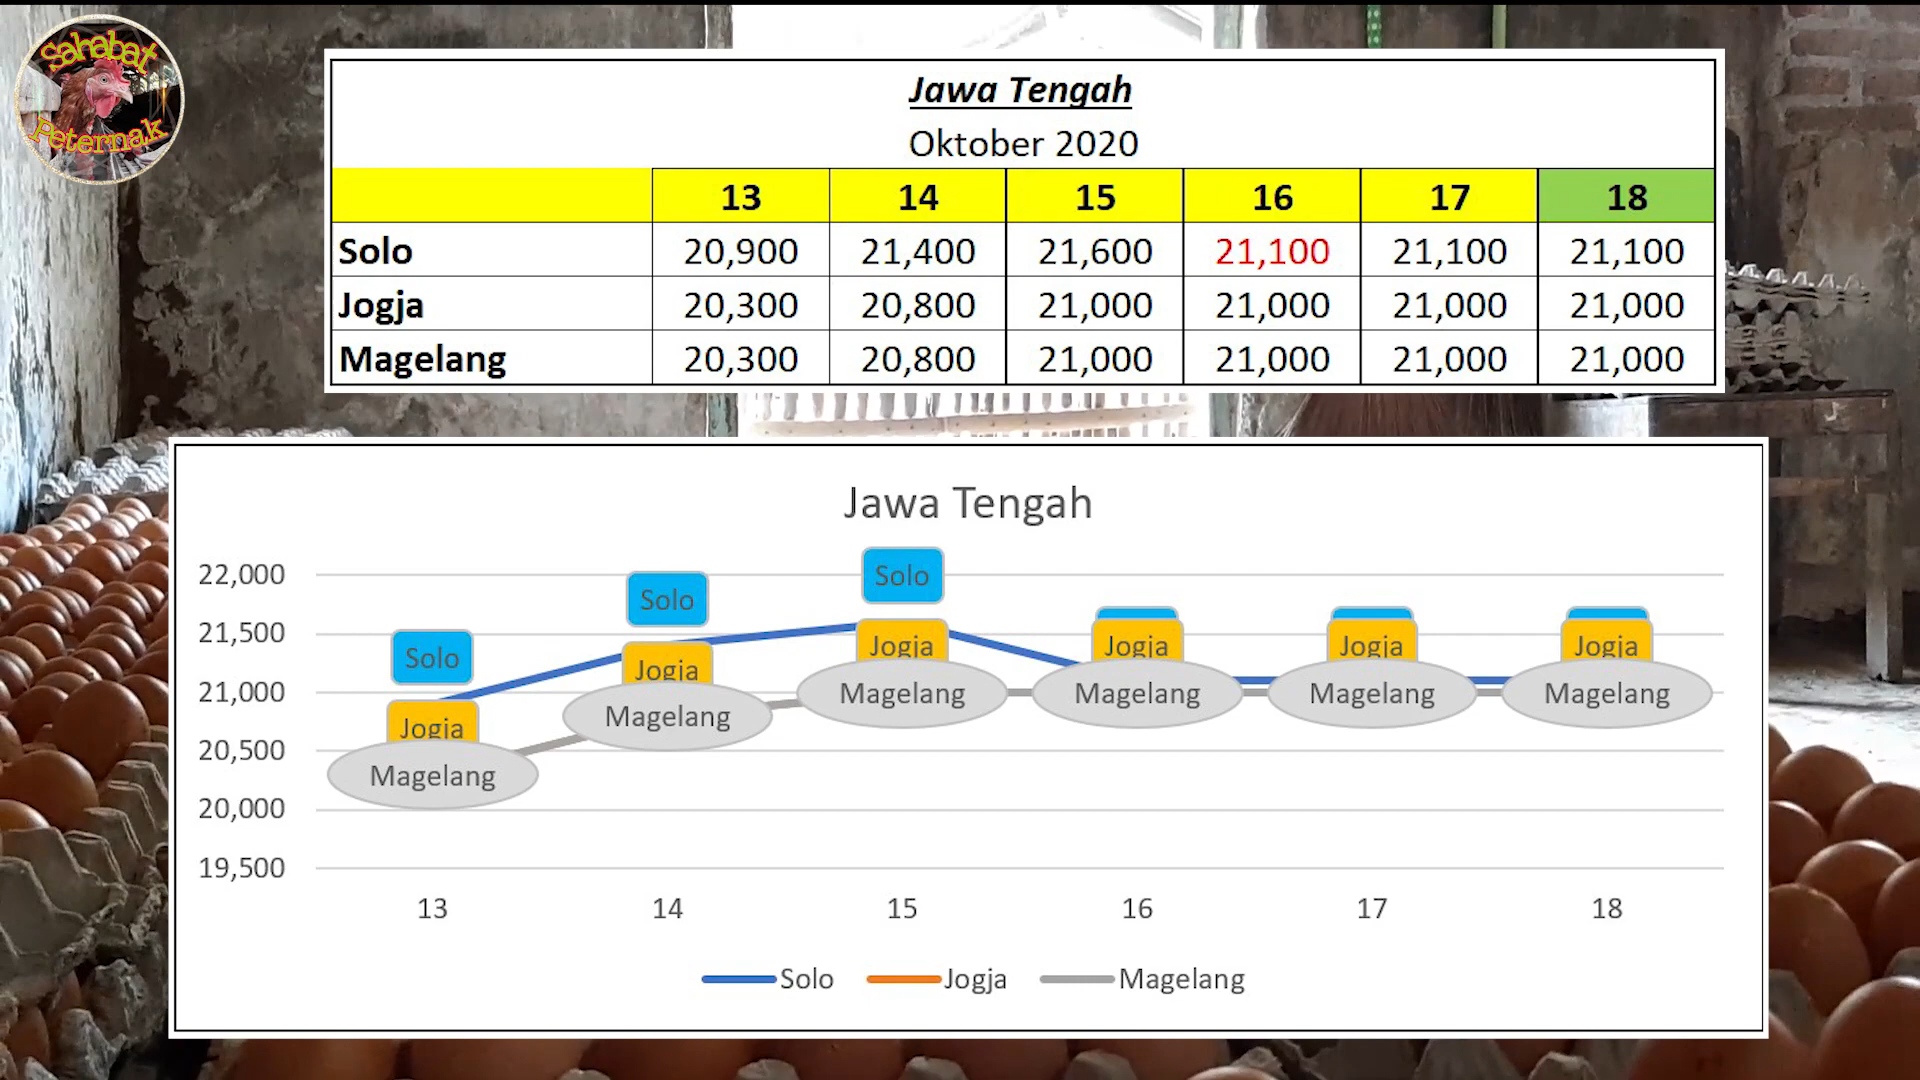 Sahabat
Peternak
Jawa Tengah
Oktober 2020
13 14 15 16 17 18
Solo 20,900 21,400 21,600 21,100 21,100 21,100
Jogja 20,300 20,800 21,000 21,000 21,000 21,000
Magelang 20,300 20,800 21,000 21,000 21,000 21,000
Jawa Tengah
22,000
21,500
21,000
20,500
20,000
19,500
Solo Solo Solo
Jogja Jogja Jogja Jogja Jogja Jogja
Magelang Magelang Magelang Magelang Magelang Magelang
13 14 15 16 17 18
Solo Jogja Magelang